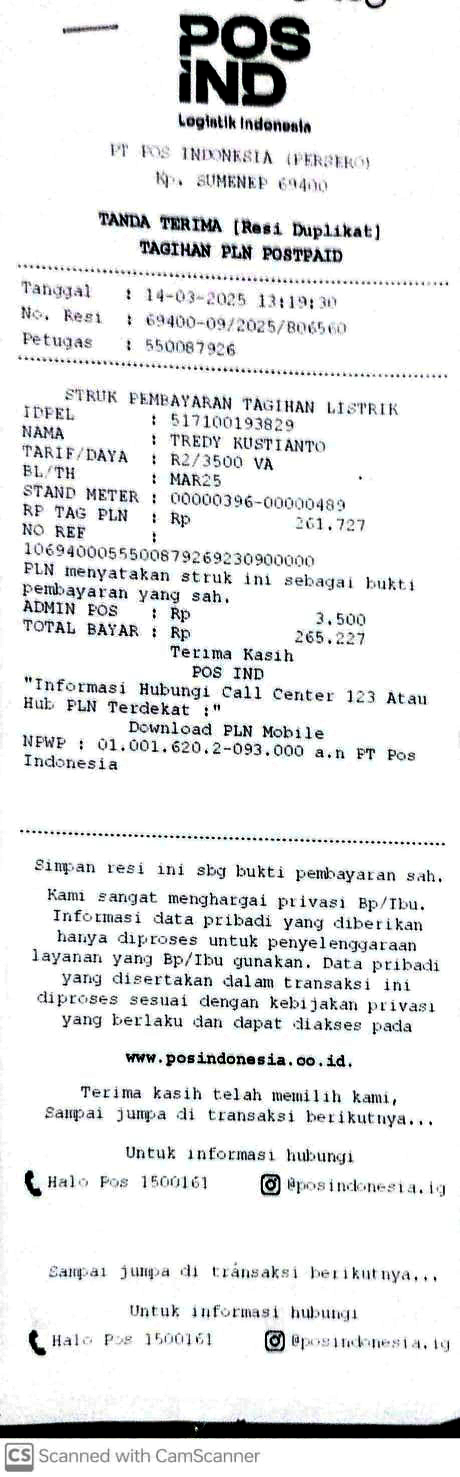 POS
IND
Logistik Indonesia
PT POS INDONESIA (PERSERO)
Kp. SUMENEP 69400
TANDA TERIMA [Resi Duplikat]
TAGIHAN PLN POSTPAID
Tanggal : 14-03-2025 13:19:30
No. Resi : 69400-09/2025/806560
Petugas : 550087926
STRUK PEMBAYARAN TAGIHAN LISTRIK
IDPEL : 517100193829
NAMA : TREDY KUSTIANTO
TARIF/DAYA : R2/3500 VA
BL/TH : MAR25
STAND METER : 00000396-00000489
RP TAG PLN : Rp 261.727
NO REF :
1069400055500879269230900000
PLN menyatakan struk ini sebagai bukti
pembayaran yang sah.
ADMIN POS : Rp 3.500
TOTAL BAYAR : Rp 265.227
Terima Kasih
POS IND
"Informasi Hubungi Call Center 123 Atau
Hub PLN Terdekat :"
Download PLN Mobile
NPWP : 01.001.620.2-093.000 a.n PT Pos
Indonesia
Simpan resi ini sbg bukti pembayaran sah.
Kami sangat menghargai privasi Bp/Ibu.
Informasi data pribadi yang diberikan
hanya diproses untuk penyelenggaraan
layanan yang Bp/Ibu gunakan. Data pribadi
yang disertakan dalam transaksi ini
diproses sesuai dengan kebijakan privasi
yang berlaku dan dapat diakses pada
www.posindonesia.co.id.
Terima kasih telah memilih kami,
Sampai jumpa di transaksi berikutnya...
Untuk informasi hubungi
Halo Pos 1500161 @posindonesia.ig
Sampai jumpa di transaksi berikutnya...
Untuk informasi hubungi
Halo Pos 1500161 @posindonesia.ig
CS Scanned with CamScanner